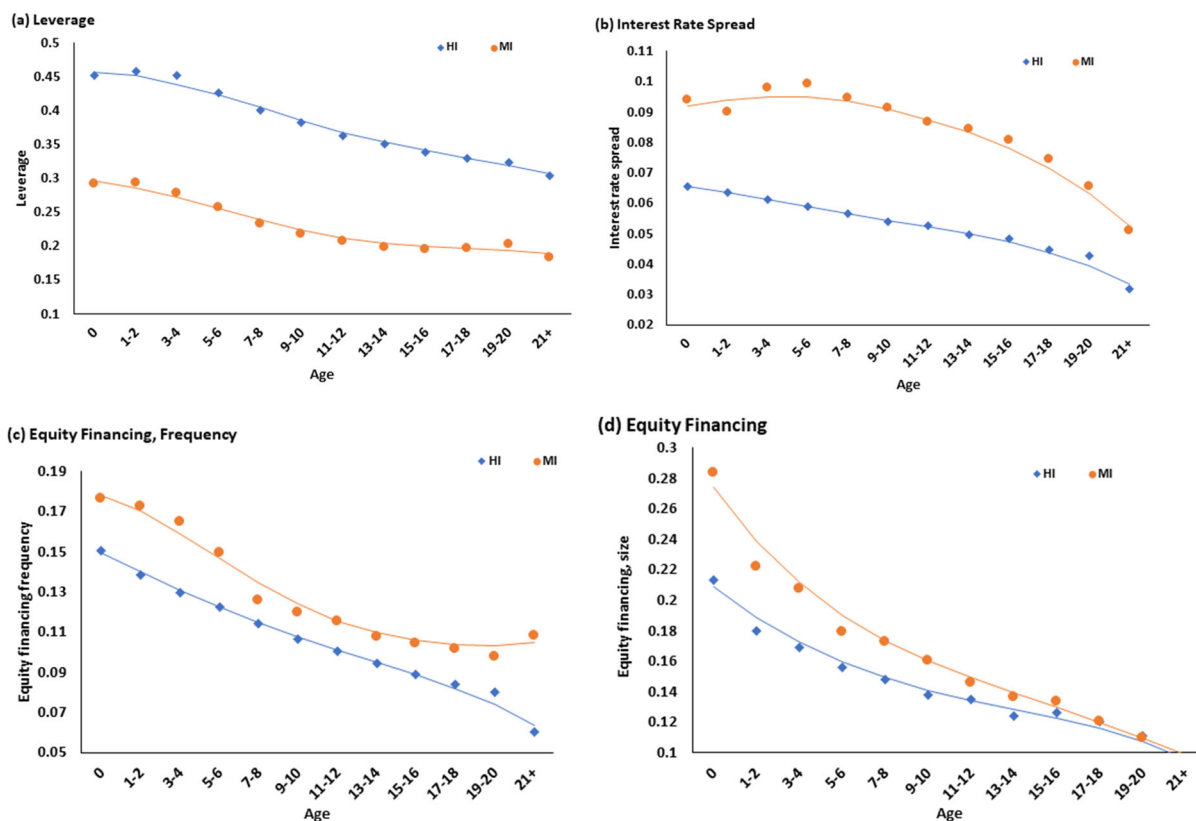 (a) Leverage
HI MI
Leverage
0.5
0.45
0.4
0.35
0.3
0.25
0.2
0.15
0.1
0 1-2 3-4 5-6 7-8 9-10 11-12 13-14 15-16 17-18 19-20 21+
Age
(b) Interest Rate Spread
HI MI
Interest rate spread
0.11
0.1
0.09
0.08
0.07
0.06
0.05
0.04
0.03
0.02
0 1-2 3-4 5-6 7-8 9-10 11-12 13-14 15-16 17-18 19-20 21+
Age
(c) Equity Financing, Frequency
HI MI
Equity financing frequency
0.19
0.17
0.15
0.13
0.11
0.09
0.07
0.05
0 1-2 3-4 5-6 7-8 9-10 11-12 13-14 15-16 17-18 19-20 21+
Age
(d) Equity Financing
HI MI
Equity financing, size
0.3
0.28
0.26
0.24
0.22
0.2
0.18
0.16
0.14
0.12
0.1
0 1-2 3-4 5-6 7-8 9-10 11-12 13-14 15-16 17-18 19-20 21+
Age